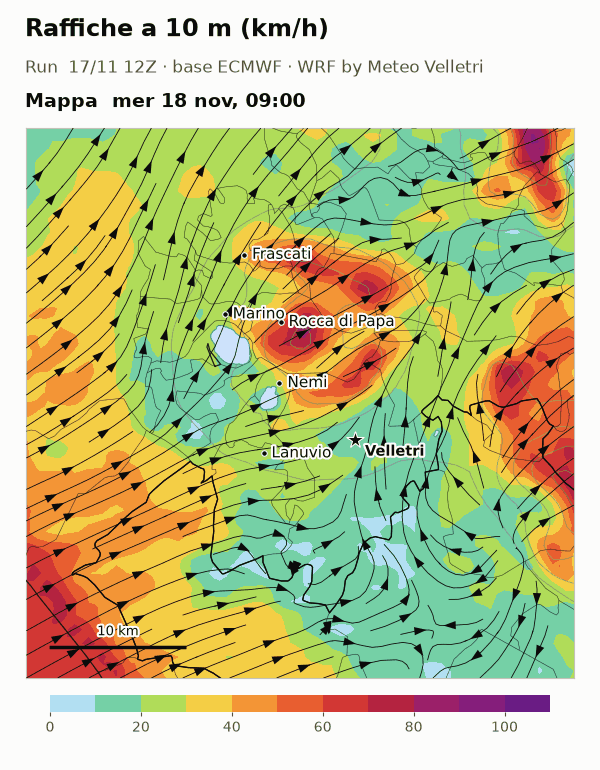 Raffiche a 10 m (km/h)
Run  17/11 12Z · base ECMWF · WRF by Meteo Velletri
Mappa  mer 18 nov, 09:00
Frascati
Marino
Rocca di Papa
Nemi
Velletri
Lanuvio
10 km
0 20 40 60 80 100